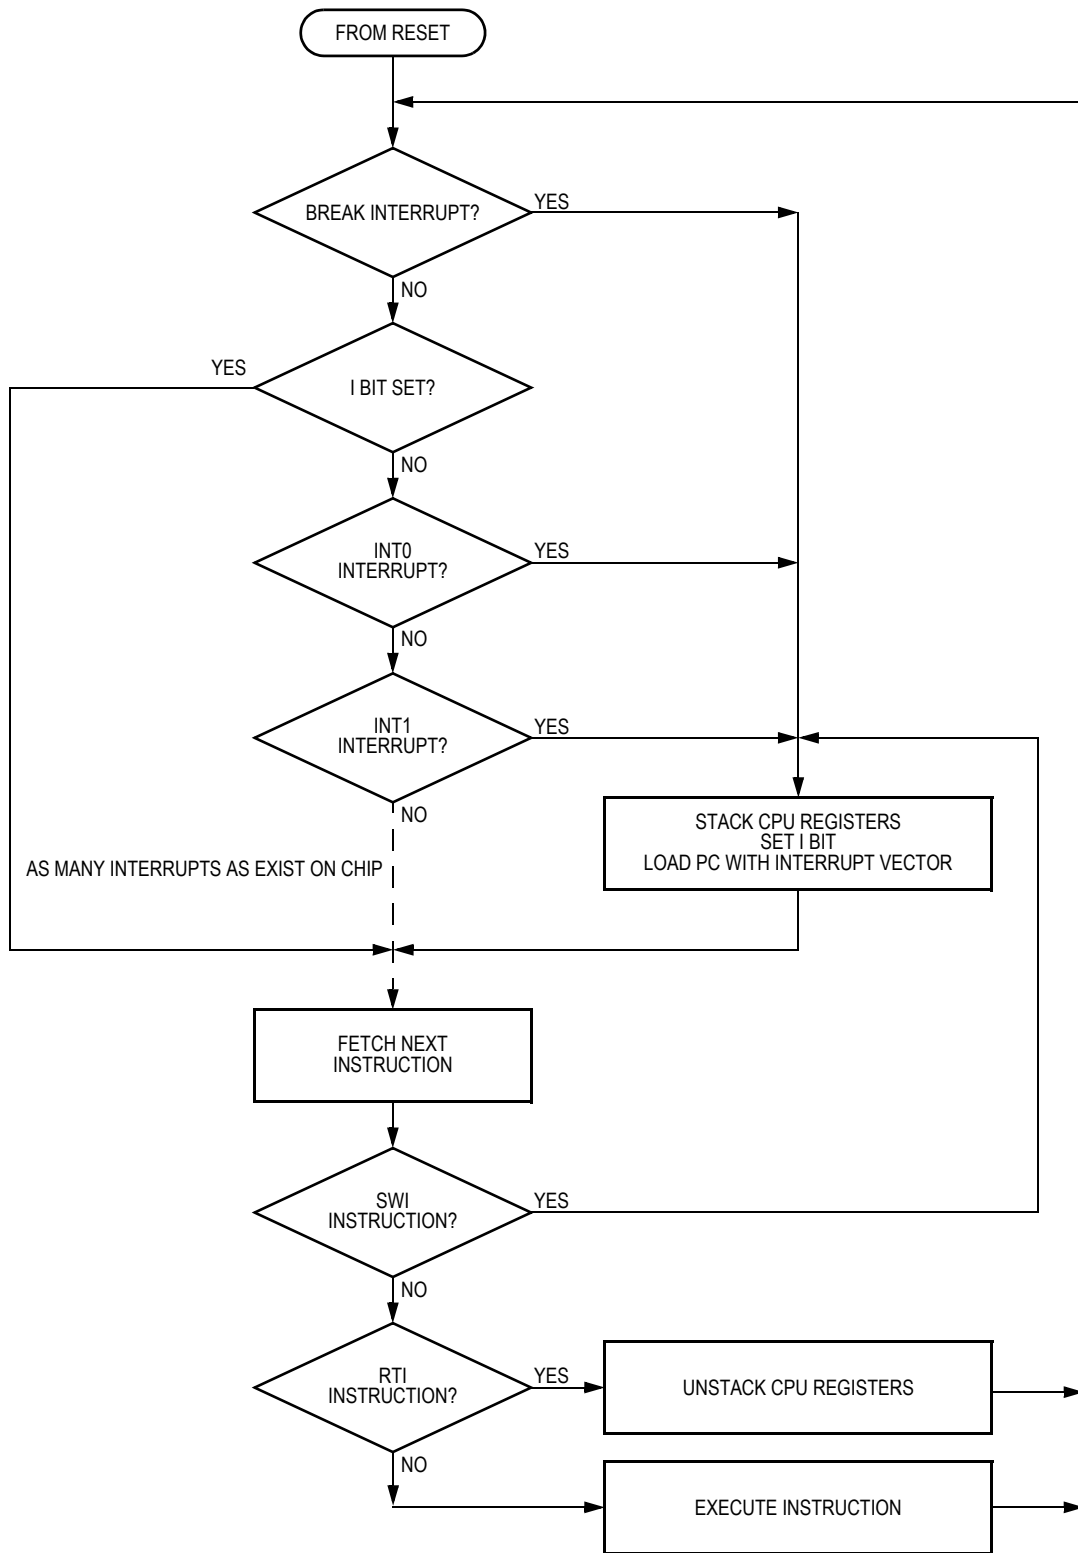 FROM RESET
BREAK INTERRUPT?
YES
NO
YES
I BIT SET?
NO
INT0
INTERRUPT?
YES
NO
INT1
INTERRUPT?
YES
NO
STACK CPU REGISTERS
SET I BIT
LOAD PC WITH INTERRUPT VECTOR
AS MANY INTERRUPTS AS EXIST ON CHIP
FETCH NEXT
INSTRUCTION
SWI
INSTRUCTION?
YES
NO
RTI
INSTRUCTION?
YES
UNSTACK CPU REGISTERS
NO
EXECUTE INSTRUCTION